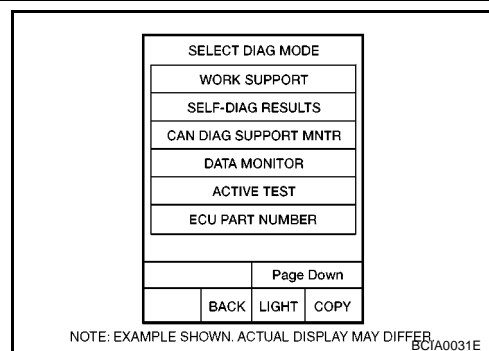 SELECT DIAG MODE
WORK SUPPORT
SELF-DIAG RESULTS
CAN DIAG SUPPORT MNTR
DATA MONITOR
ACTIVE TEST
ECU PART NUMBER
Page Down
BACK LIGHT COPY
NOTE: EXAMPLE SHOWN. ACTUAL DISPLAY MAY DIFFER.
BCIA0031E